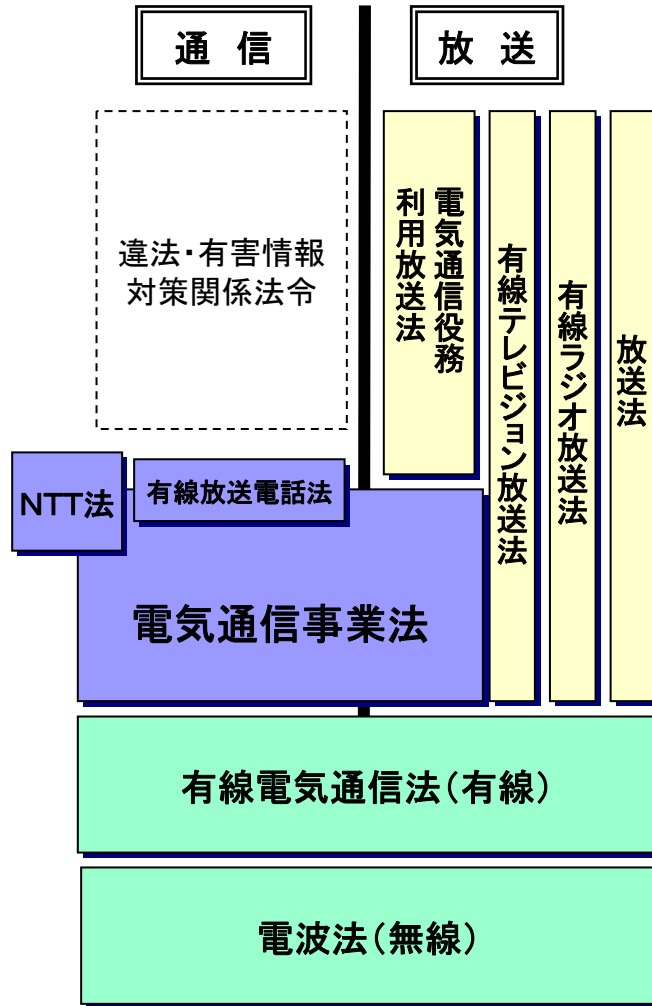 通 信
放 送
違法・有害情報
対策関係法令
電気通信役務
利用放送法
有線テレビジョン放送法
有線ラジオ放送法
放送法
NTT法
有線放送電話法
電気通信事業法
有線電気通信法(有線)
電波法(無線)